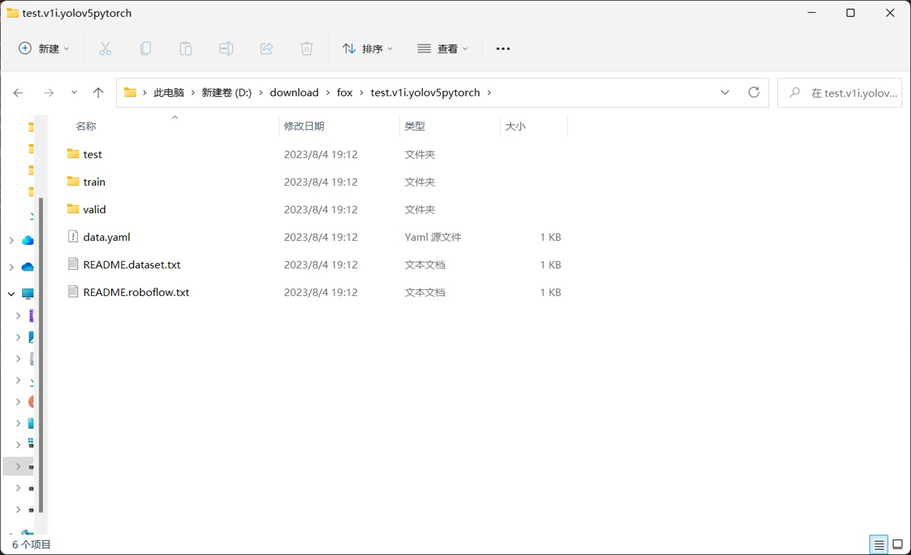 test.v1i.yolov5pytorch
新建 排序 查看 ...
此电脑 > 新建卷 (D:) > download > fox > test.v1i.yolov5pytorch >
在 test.v1i.yolov...
名称 修改日期 类型 大小
test 2023/8/4 19:12 文件夹
train 2023/8/4 19:12 文件夹
valid 2023/8/4 19:12 文件夹
data.yaml 2023/8/4 19:12 Yaml 源文件 1 KB
README.dataset.txt 2023/8/4 19:12 文本文档 1 KB
README.roboflow.txt 2023/8/4 19:12 文本文档 1 KB
6 个项目